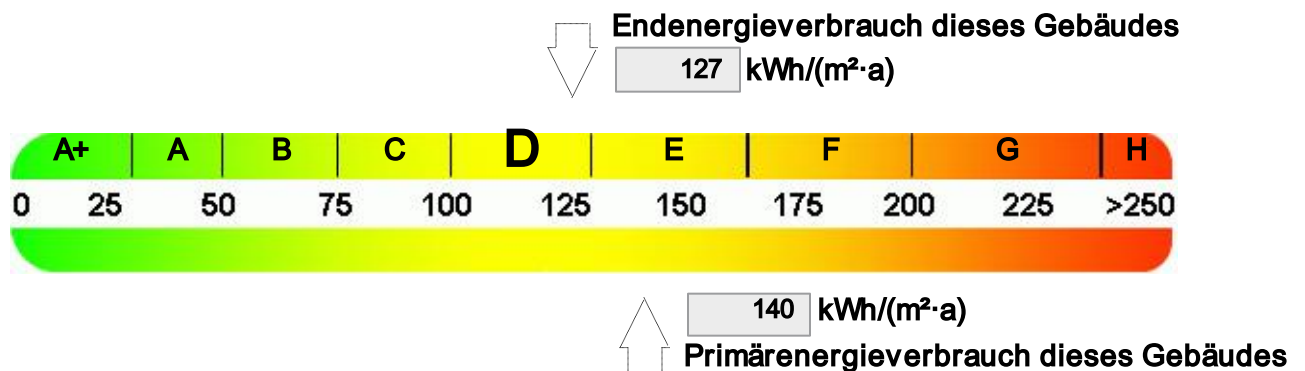 Endenergieverbrauch dieses Gebäudes
127 kWh/(m²·a)
A+ A B C D E F G H
0 25 50 75 100 125 150 175 200 225 >250
140 kWh/(m²·a)
Primärenergieverbrauch dieses Gebäudes